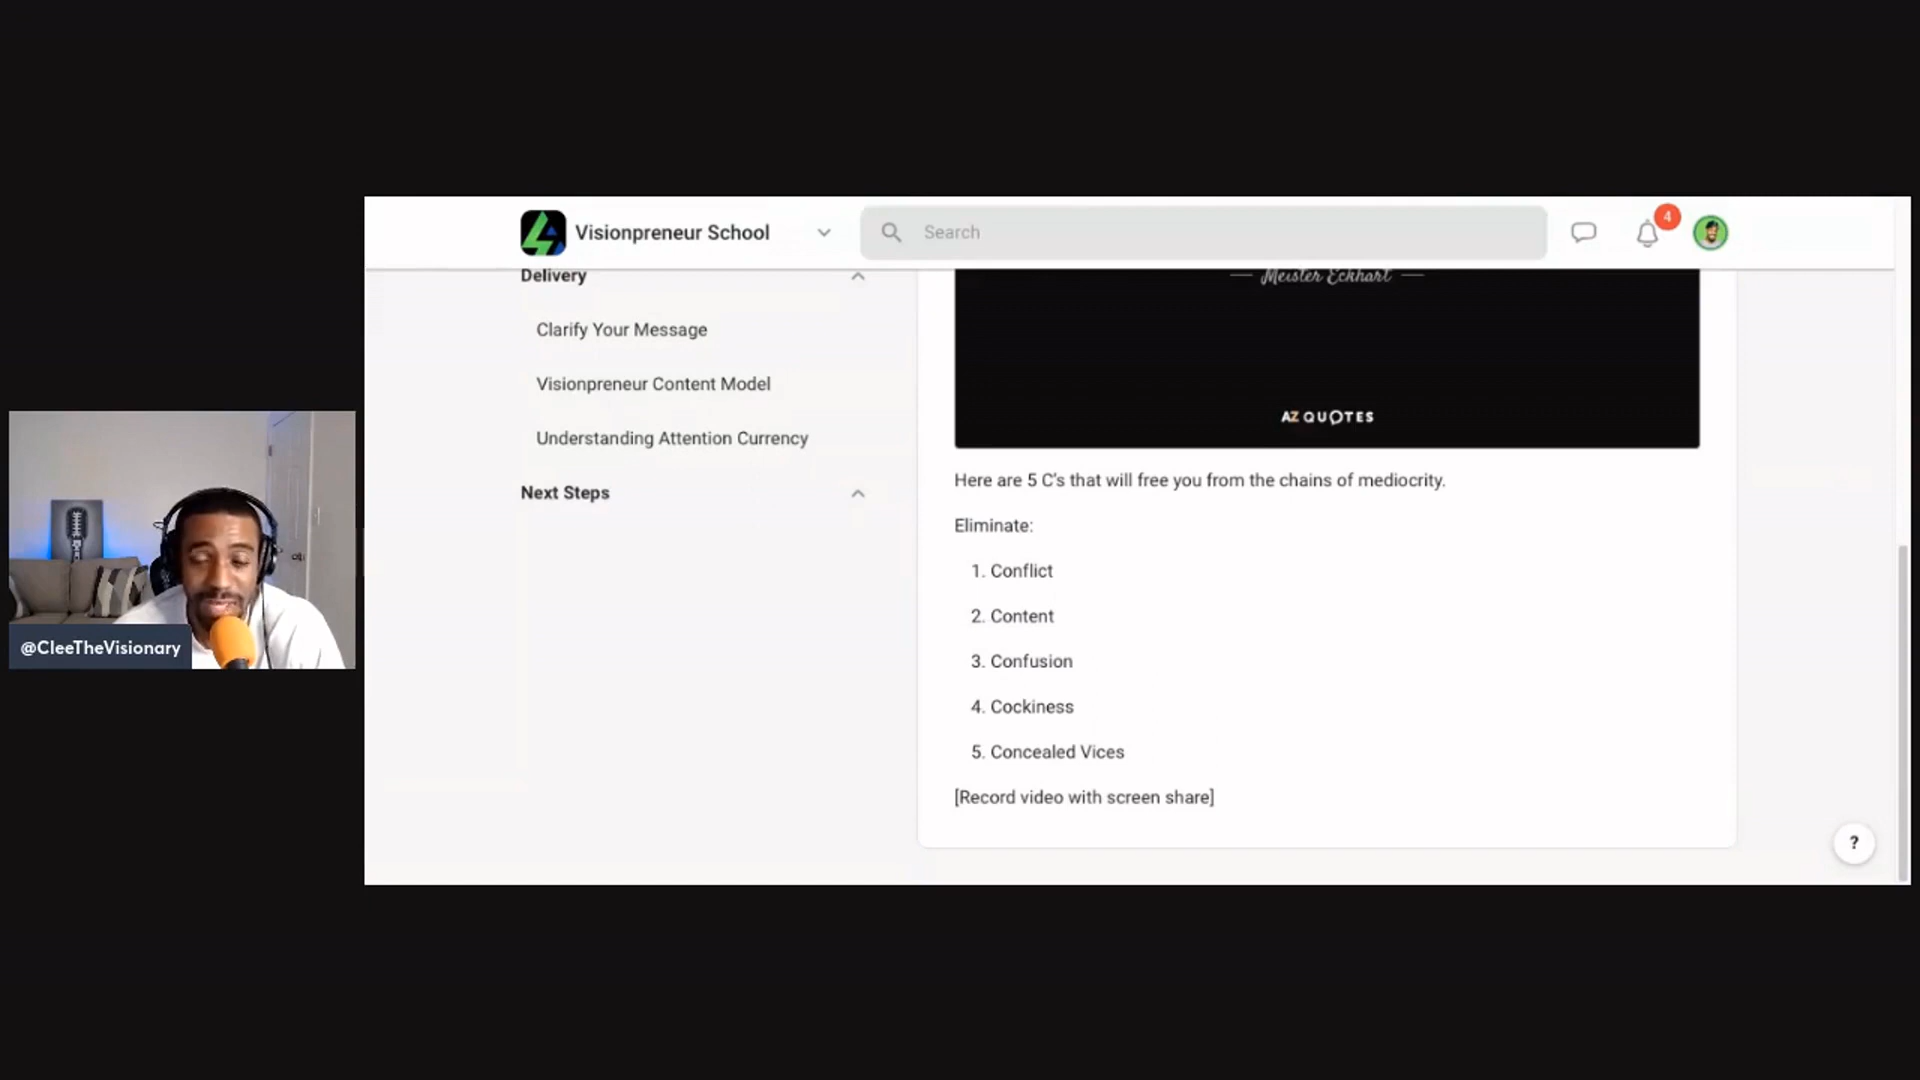 Visionpreneur School
Search
4
Delivery
Clarify Your Message
Visionpreneur Content Model
Understanding Attention Currency
Next Steps
— Meister Eckhart —
AZ QUOTES
Here are 5 C's that will free you from the chains of mediocrity.
Eliminate:
1. Conflict
2. Content
3. Confusion
4. Cockiness
5. Concealed Vices
[Record video with screen share]
?
@CleeTheVisionary